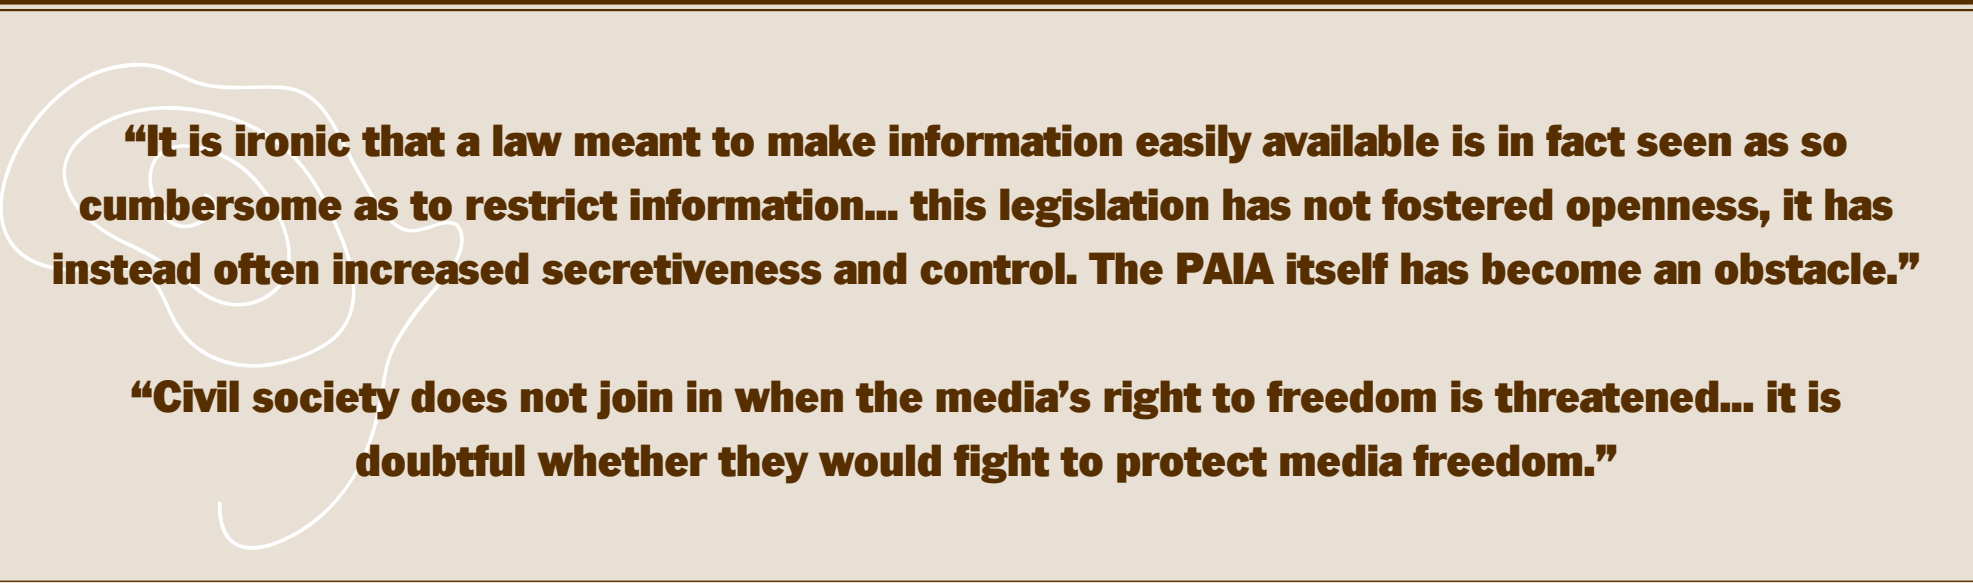 “It is ironic that a law meant to make information easily available is in fact seen as so
cumbersome as to restrict information... this legislation has not fostered openness, it has
instead often increased secretiveness and control. The PAIA itself has become an obstacle.”
“Civil society does not join in when the media’s right to freedom is threatened... it is
doubtful whether they would fight to protect media freedom.”